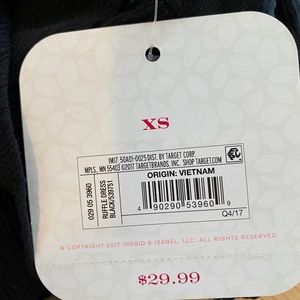 XS
IM17 50A01-0025 DIST. BY TARGET CORP.
MPLS, MN 55403 ©2017 TARGETBRANDS, INC. SHOP TARGET.COM
029 05 3960
RUFFLE DRESS
BLACK/539751
ORIGIN: VIETNAM
4 90290 53960 9
Q4/17
® COPYRIGHT 2017 INGRID & ISABEL, LLC. ALL RIGHTS RESERVED.
$29.99